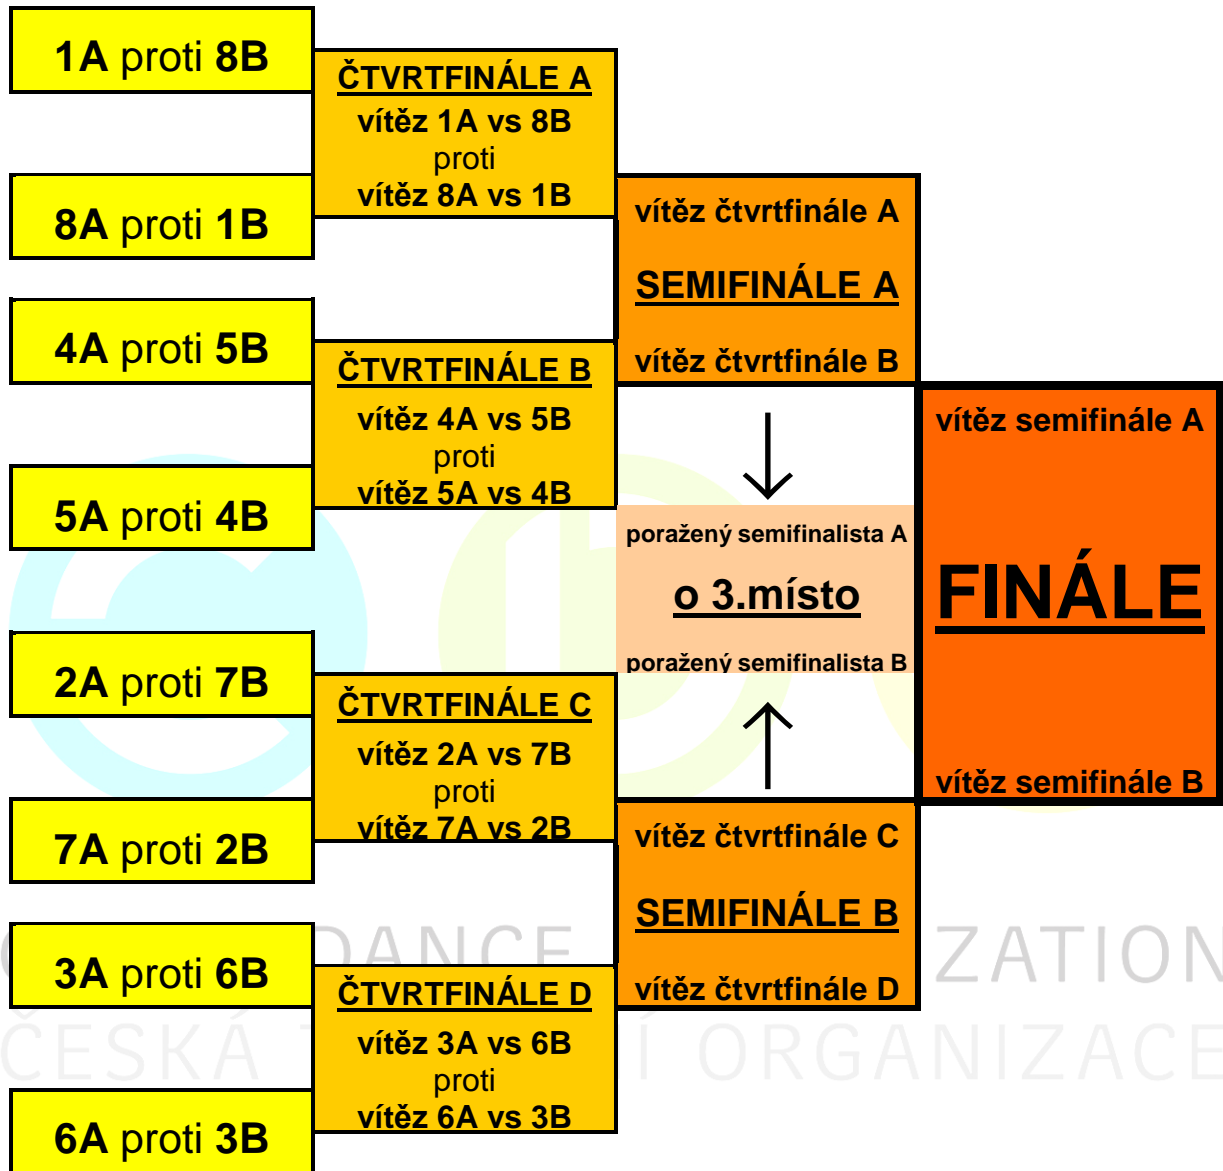 1A proti 8B
8A proti 1B
4A proti 5B
5A proti 4B
2A proti 7B
7A proti 2B
3A proti 6B
6A proti 3B
ČTVRTFINÁLE A
vítěz 1A vs 8B
proti
vítěz 8A vs 1B
ČTVRTFINÁLE B
vítěz 4A vs 5B
proti
vítěz 5A vs 4B
ČTVRTFINÁLE C
vítěz 2A vs 7B
proti
vítěz 7A vs 2B
ČTVRTFINÁLE D
vítěz 3A vs 6B
proti
vítěz 6A vs 3B
vítěz čtvrtfinále A
SEMIFINÁLE A
vítěz čtvrtfinále B
poražený semifinalista A
o 3.místo
poražený semifinalista B
vítěz čtvrtfinále C
SEMIFINÁLE B
vítěz čtvrtfinále D
vítěz semifinále A
FINÁLE
vítěz semifinále B
DANCE
ČESKÁ ORGANIZACE